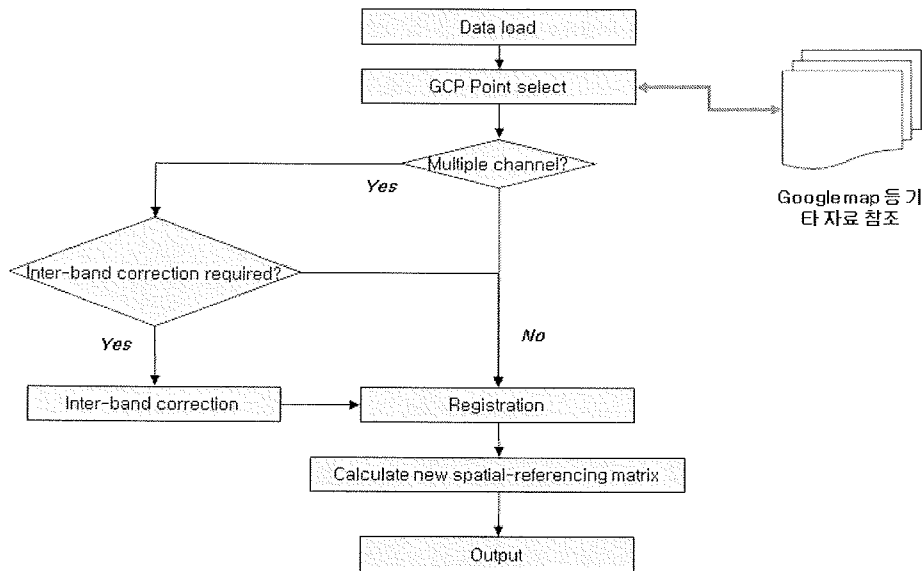 Data load
GCP Point select
Multiple channel?
Yes
Googlemap 등 기
타 자료 참조
Inter-band correction required?
Yes
No
Inter-band correction
Registration
Calculate new spatial-referencing matrix
Output